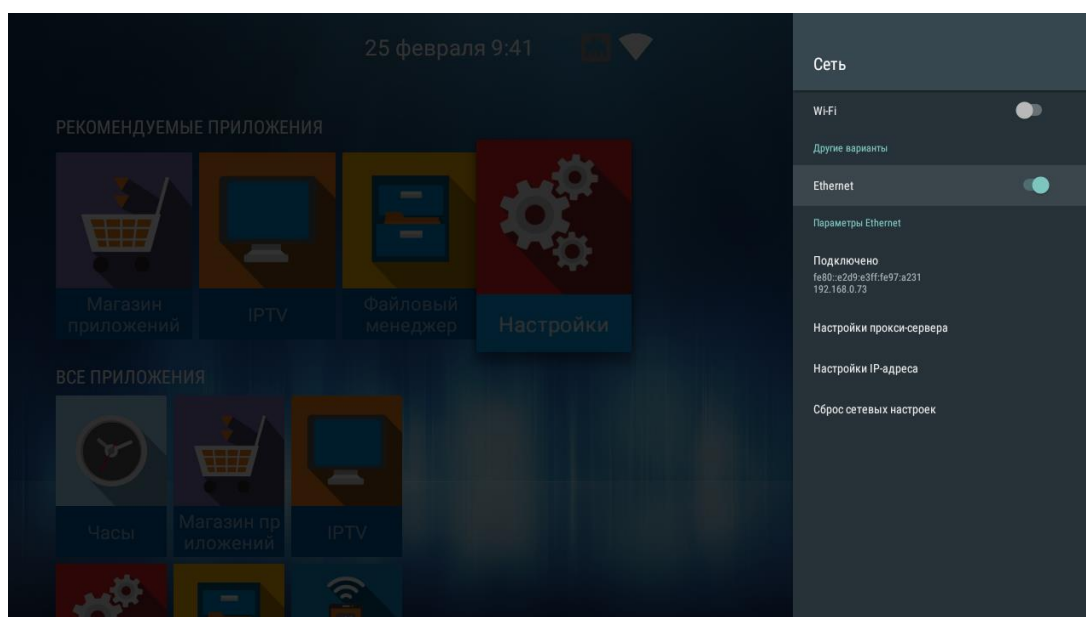 25 февраля 9:41
РЕКОМЕНДУЕМЫЕ ПРИЛОЖЕНИЯ
Магазин
приложений
IPTV
Файловый
менеджер
Настройки
ВСЕ ПРИЛОЖЕНИЯ
Часы
Магазин пр
иложений
IPTV
Сеть
Wi-Fi
Другие варианты
Ethernet
Параметры Ethernet
Подключено
fe80::e2d9:e3ff:fe97:a231
192.168.0.73
Настройки прокси-сервера
Настройки IP-адреса
Сброс сетевых настроек